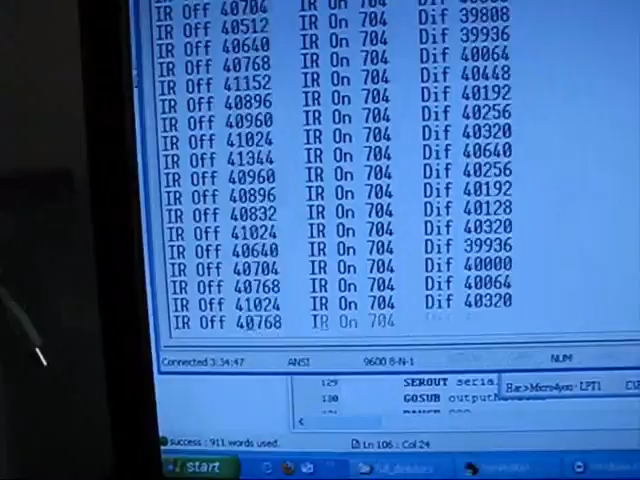 IR Off 40704 IR On 704 Dif 39808
IR Off 40512 IR On 704 Dif 39936
IR Off 40640 IR On 704 Dif 40064
IR Off 40768 IR On 704 Dif 40448
IR Off 41152 IR On 704 Dif 40192
IR Off 40896 IR On 704 Dif 40256
IR Off 40960 IR On 704 Dif 40320
IR Off 41024 IR On 704 Dif 40640
IR Off 41344 IR On 704 Dif 40256
IR Off 40960 IR On 704 Dif 40192
IR Off 40896 IR On 704 Dif 40128
IR Off 40832 IR On 704 Dif 40320
IR Off 41024 IR On 704 Dif 39936
IR Off 40640 IR On 704 Dif 40000
IR Off 40704 IR On 704 Dif 40064
IR Off 40768 IR On 704 Dif 40320
IR Off 41024 IR On 704
IR Off 40768 IR On 704
Connected 3:34:47 ANSI 9600 8-N-1 NUM
129 SEROUT seria
130 GOSUB output
success : 911 words used. Ln 106 : Col 24
start